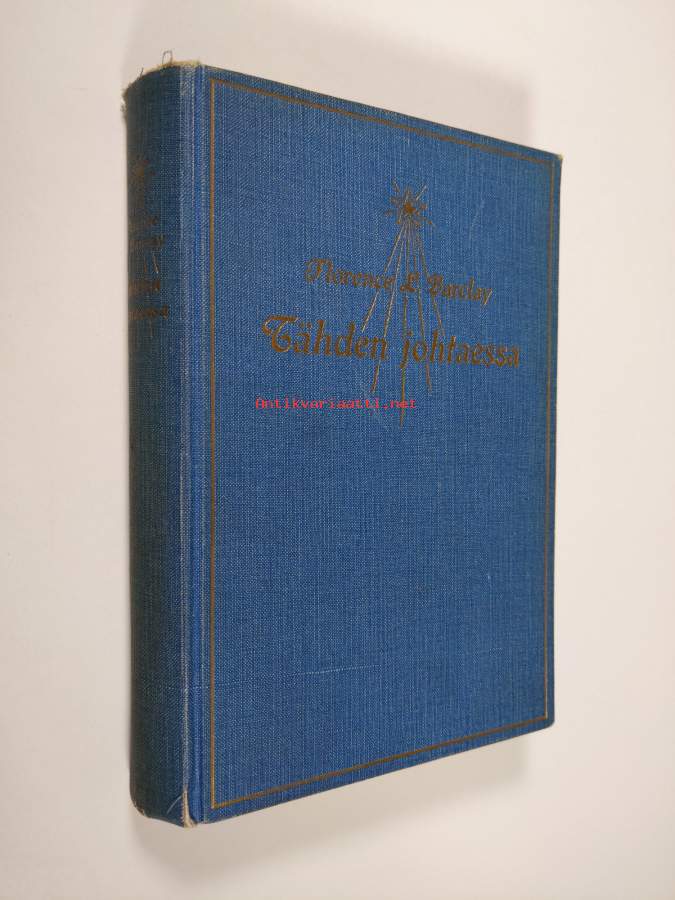 Florence L. Barclay
Tähden johtaessa
Antikvariaatti.net